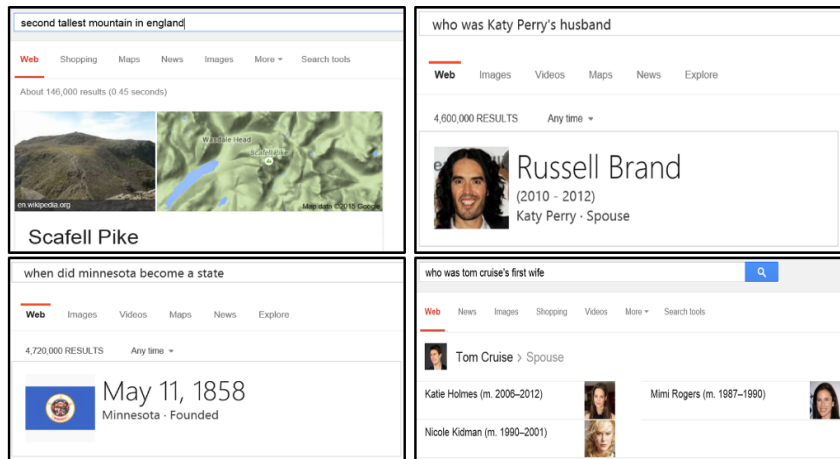 second tallest mountain in england
Web Shopping Maps News Images More Search tools
About 146,000 results (0.45 seconds)
Wasdale Head
Scafell Pike
en.wikipedia.org
Map data ©2015 Google
Scafell Pike
who was Katy Perry's husband
Web Images Videos Maps News Explore
4,600,000 RESULTS Any time
Russell Brand
(2010 - 2012)
Katy Perry · Spouse
when did minnesota become a state
Web Images Videos Maps News Explore
4,720,000 RESULTS Any time
May 11, 1858
Minnesota · Founded
who was tom cruise's first wife
Web News Images Shopping Videos More Search tools
Tom Cruise > Spouse
Katie Holmes (m. 2006–2012) Mimi Rogers (m. 1987–1990)
Nicole Kidman (m. 1990–2001)